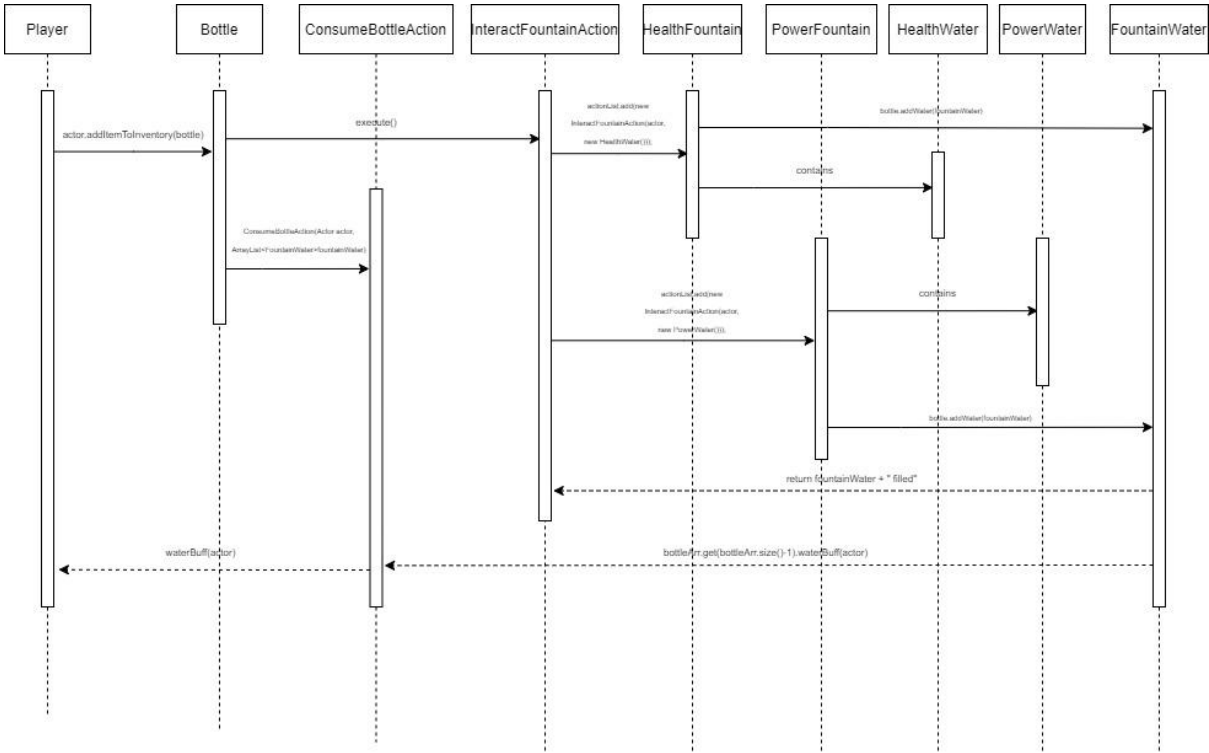 Player
Bottle
ConsumeBottleAction
InteractFountainAction
HealthFountain
PowerFountain
HealthWater
PowerWater
FountainWater
actionList.add(new
InteractFountainAction(actor,
new HealthWater()));
bottle.addWater(fountainWater)
execute()
actor.addItemToInventory(bottle)
contains
ConsumeBottleAction(Actor actor,
ArrayList<FountainWater>fountainWater)
actionList.add(new
InteractFountainAction(actor,
new PowerWater()));
contains
bottle.addWater(fountainWater)
return fountainWater + " filled"
waterBuff(actor)
bottleArr.get(bottleArr.size()-1).waterBuff(actor)